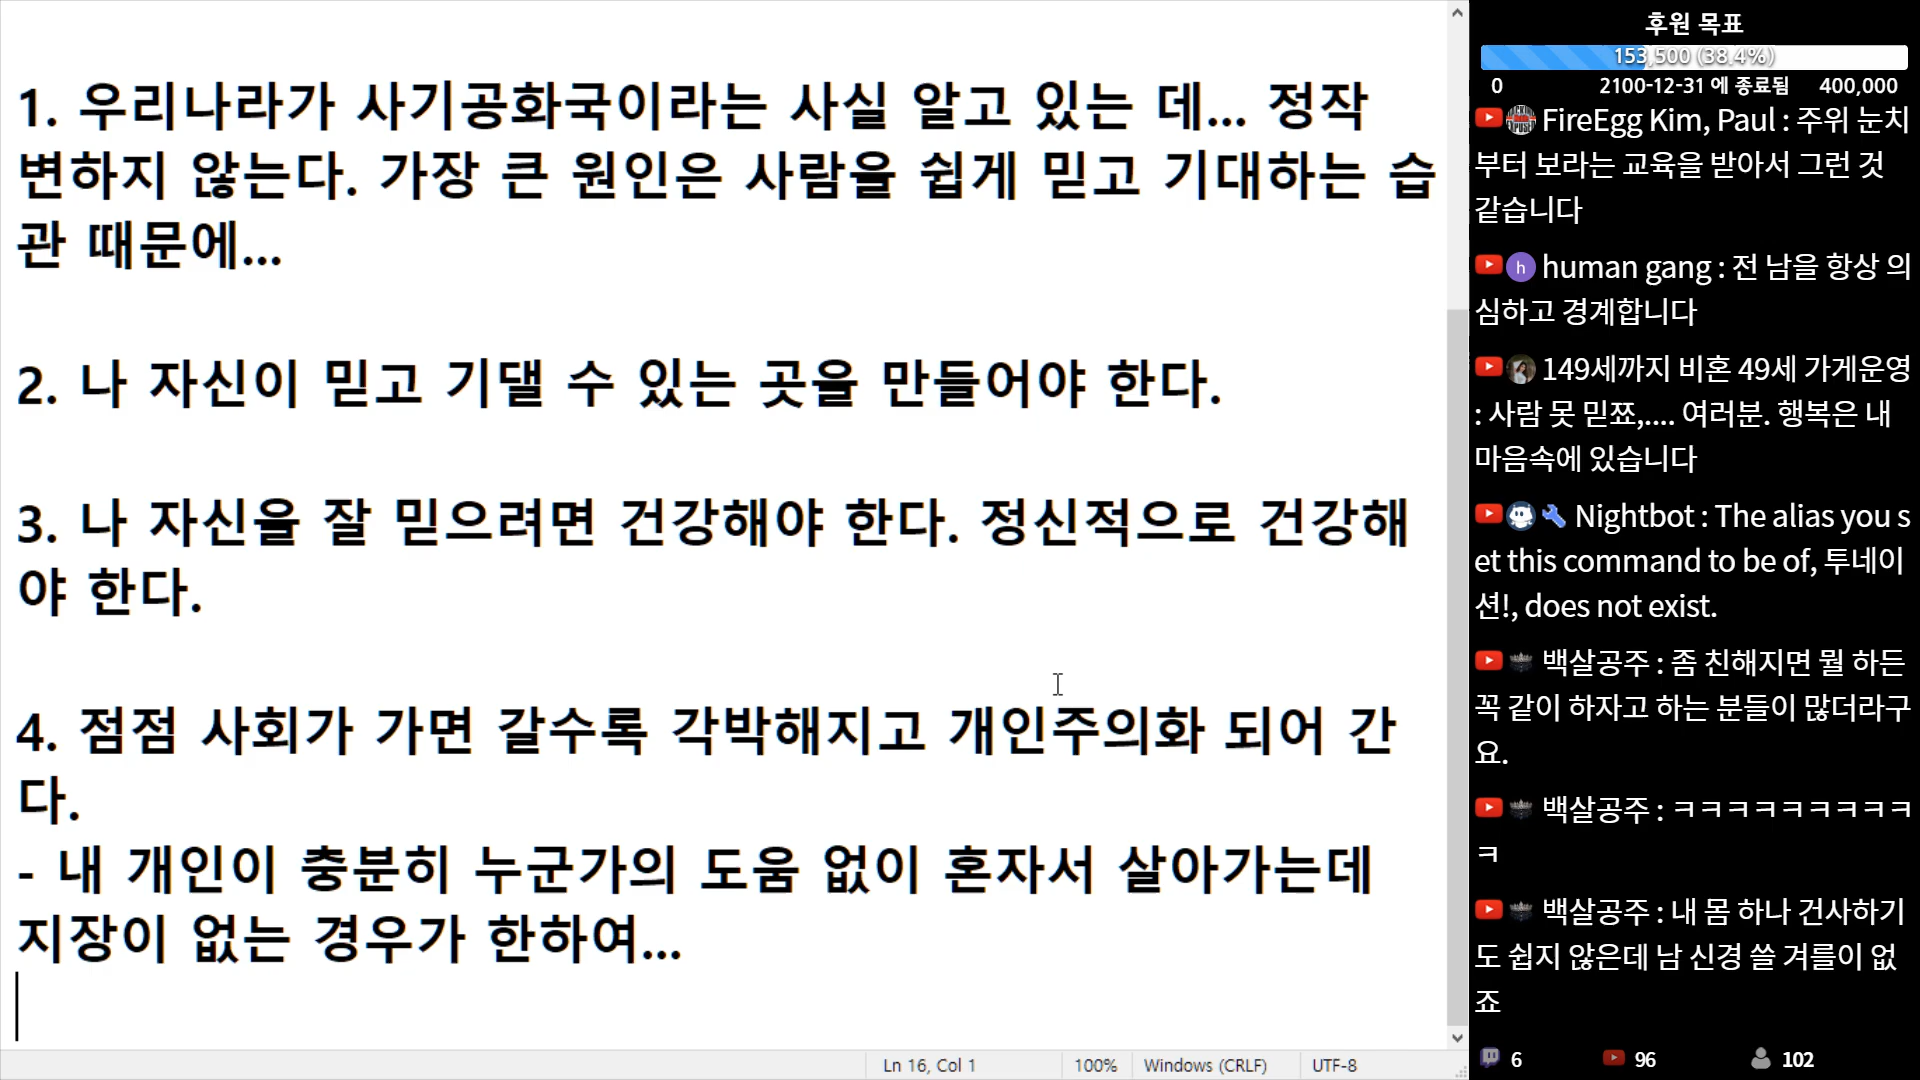 1. 우리나라가 사기공화국이라는 사실 알고 있는 데... 정작
변하지 않는다. 가장 큰 원인은 사람을 쉽게 믿고 기대하는 습
관 때문에...
2. 나 자신이 믿고 기댈 수 있는 곳을 만들어야 한다.
3. 나 자신을 잘 믿으려면 건강해야 한다. 정신적으로 건강해
야 한다.
4. 점점 사회가 가면 갈수록 각박해지고 개인주의화 되어 간
다.
- 내 개인이 충분히 누군가의 도움 없이 혼자서 살아가는데
지장이 없는 경우가 한하여...
Ln 16, Col 1 100% Windows (CRLF) UTF-8
후원 목표
153,500 (38.4%)
0 2100-12-31 에 종료됨 400,000
FireEgg Kim, Paul : 주위 눈치
부터 보라는 교육을 받아서 그런 것
같습니다
h human gang : 전 남을 항상 의
심하고 경계합니다
149세까지 비혼 49세 가게운영
: 사람 못 믿쬬,.... 여러분. 행복은 내
마음속에 있습니다
Nightbot : The alias you s
et this command to be of, 투네이
션!, does not exist.
백살공주 : 좀 친해지면 뭘 하든
꼭 같이 하자고 하는 분들이 많더라구
요.
백살공주 : ㅋㅋㅋㅋㅋㅋㅋㅋㅋ
ㅋ
백살공주 : 내 몸 하나 건사하기
도 쉽지 않은데 남 신경 쓸 겨를이 없
죠
6 96 102